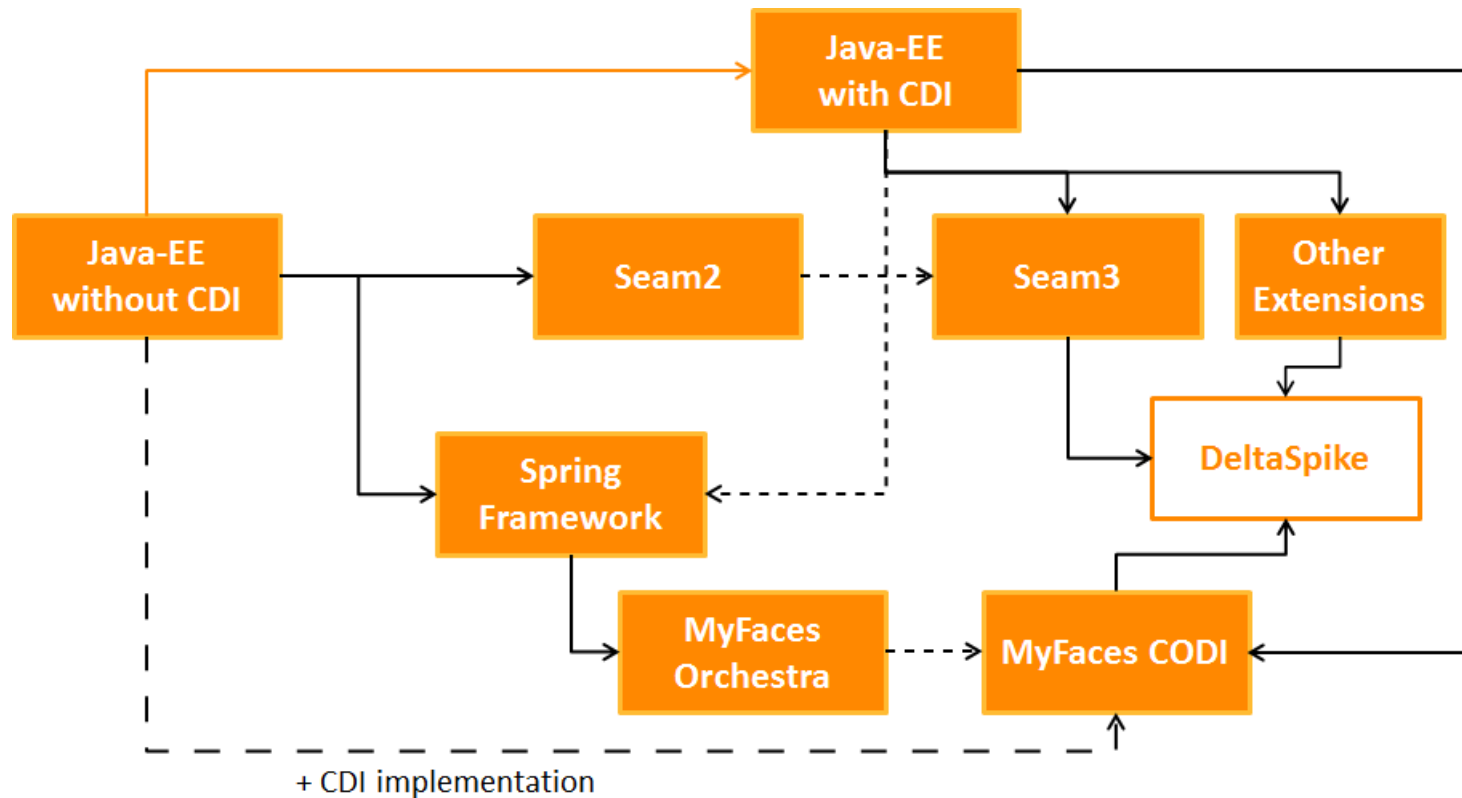 Java-EE
with CDI
Java-EE
without CDI
Seam2
Seam3
Other
Extensions
DeltaSpike
Spring
Framework
MyFaces
Orchestra
MyFaces CODI
+ CDI implementation